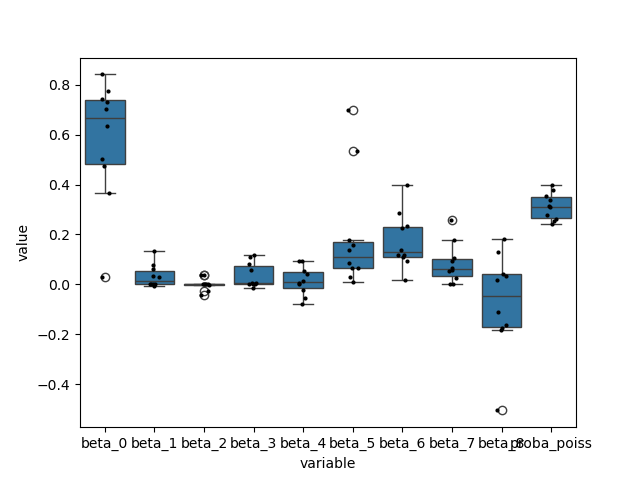 value
0.8
0.6
0.4
0.2
0.0
−0.2
−0.4
beta_0 beta_1 beta_2 beta_3 beta_4 beta_5 beta_6 beta_7 beta_8 proba_poiss
variable